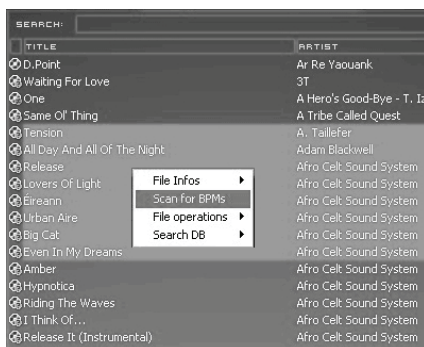 SEARCH:
TITLE ARTIST
D.Point Ar Re Yaouank
Waiting For Love 3T
One A Hero's Good-Bye - T. Iz
Same Ol' Thing A Tribe Called Quest
Tension A. Taillefer
All Day And All Of The Night Adam Blackwell
Release Afro Celt Sound System
Lovers Of Light Afro Celt Sound System
Eireann Afro Celt Sound System
Urban Aire Afro Celt Sound System
Big Cat Afro Celt Sound System
Even In My Dreams Afro Celt Sound System
Amber Afro Celt Sound System
Hypnotica Afro Celt Sound System
Riding The Waves Afro Celt Sound System
I Think Of... Afro Celt Sound System
Release It (Instrumental) Afro Celt Sound System
File Infos
Scan for BPMs
File operations
Search DB